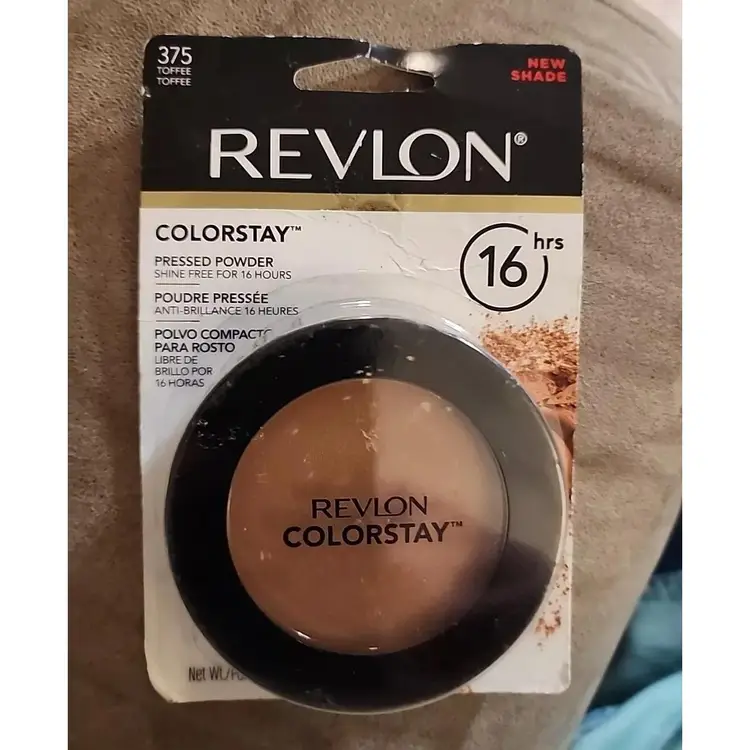 375
TOFFEE
TOFFEE
NEW
SHADE
REVLON®
COLORSTAY™
PRESSED POWDER
SHINE FREE FOR 16 HOURS
POUDRE PRESSÉE
ANTI-BRILLANCE 16 HEURES
POLVO COMPACTO
PARA ROSTO
LIBRE DE
BRILLO POR
16 HORAS
16 hrs
REVLON
COLORSTAY™
Net Wt./